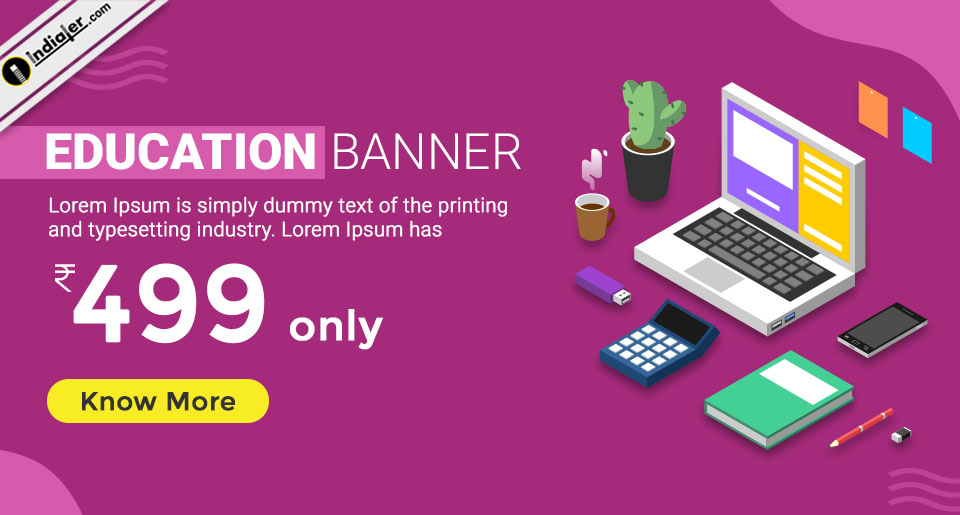 indiater.com
EDUCATION BANNER
Lorem Ipsum is simply dummy text of the printing
and typesetting industry. Lorem Ipsum has
₹499 only
Know More